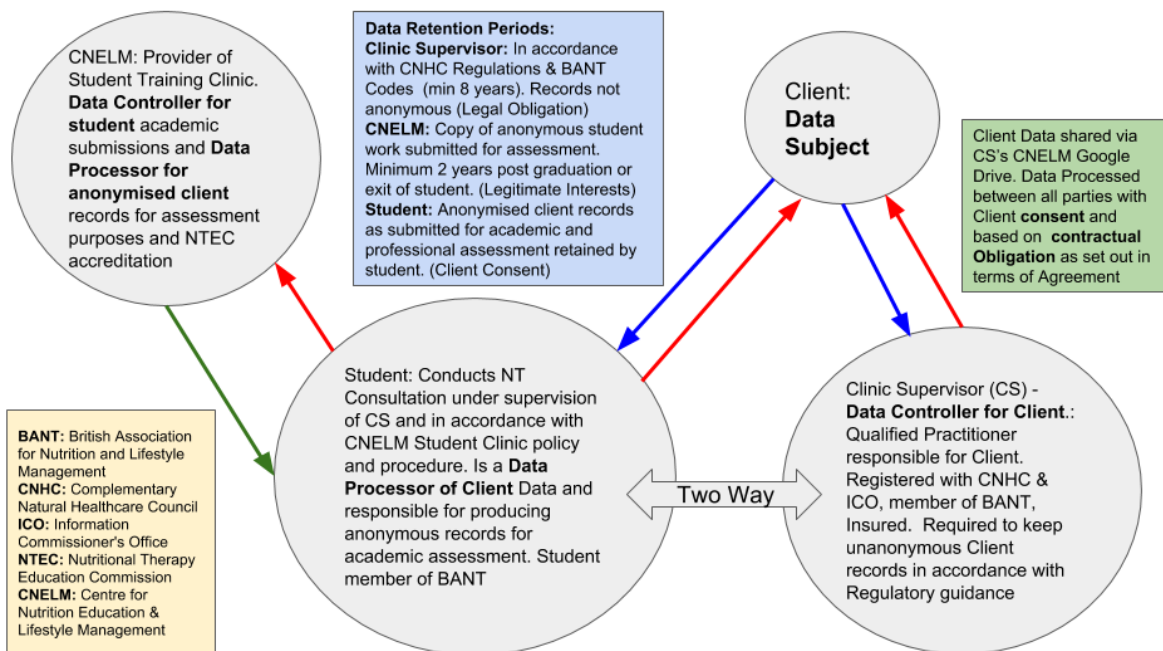 CNELM: Provider of
Student Training Clinic.
Data Controller for
student academic
submissions and Data
Processor for
anonymised client
records for assessment
purposes and NTEC
accreditation
Data Retention Periods:
Clinic Supervisor: In accordance
with CNHC Regulations & BANT
Codes (min 8 years). Records
not anonymous (Legal Obligation)
CNELM: Copy of anonymous student
work submitted for assessment.
Minimum 2 years post graduation or
exit of student. (Legitimate Interests)
Student: Anonymised client records
as submitted for academic and
professional assessment retained by
student. (Client Consent)
Client:
Data
Subject
Client Data shared via
CS's CNELM Google
Drive. Data Processed
between all parties with
Client consent and
based on contractual
Obligation as set out in
terms of Agreement
BANT: British Association
for Nutrition and Lifestyle
Management
CNHC: Complementary
Natural Healthcare Council
ICO: Information
Commissioner's Office
NTEC: Nutritional Therapy
Education Commission
CNELM: Centre for
Nutrition Education &
Lifestyle Management
Student: Conducts NT
Consultation under supervision
of CS and in accordance with
CNELM Student Clinic policy
and procedure. Is a Data
Processor of Client Data and
responsible for producing
anonymous records for
academic assessment. Student
member of BANT
Two Way
Clinic Supervisor (CS) -
Data Controller for Client.:
Qualified Practitioner
responsible for Client.
Registered with CNHC &
ICO, member of BANT,
Insured. Required to keep
unanonymous Client
records in accordance with
Regulatory guidance